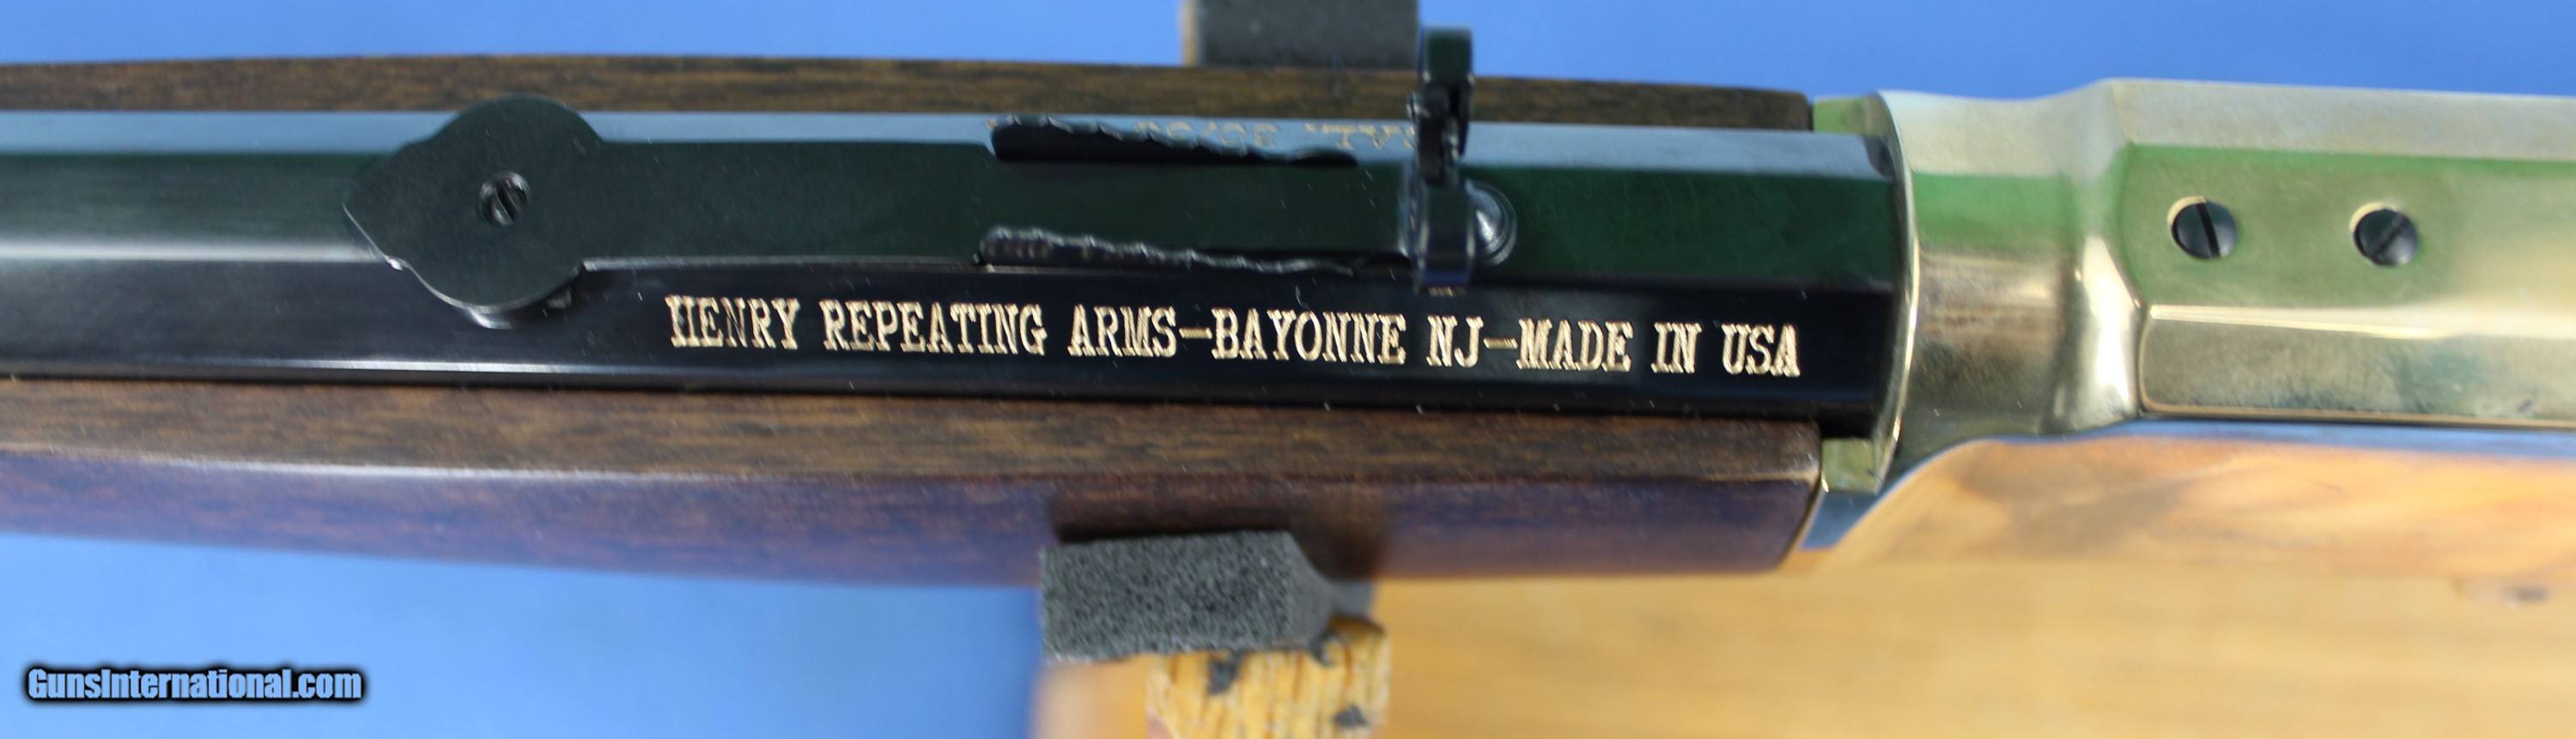 HENRY REPEATING ARMS-BAYONNE NJ-MADE IN USA
GunsInternational.com